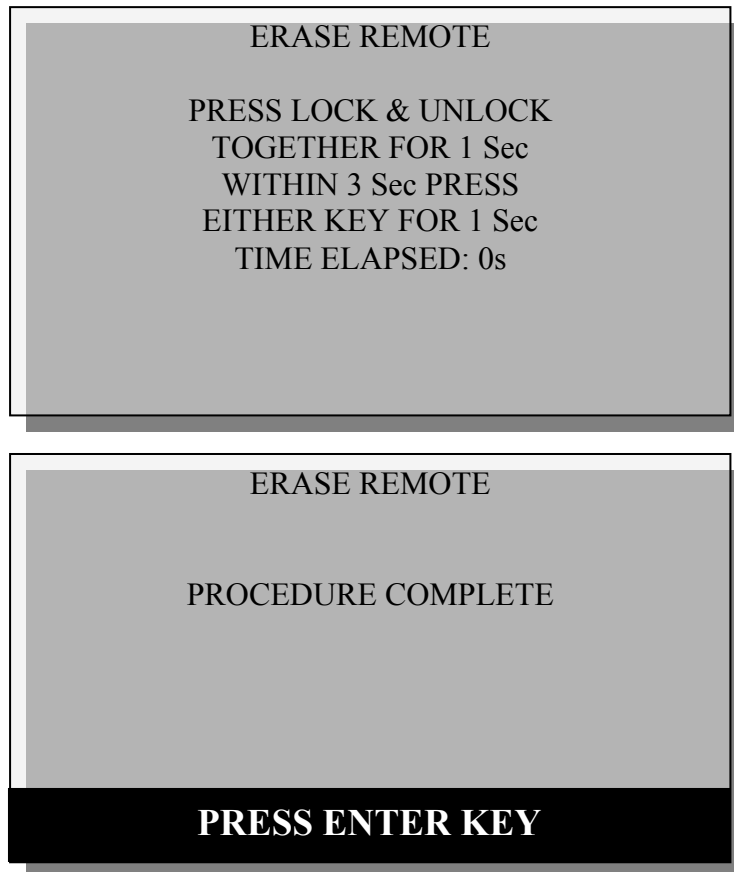 ERASE REMOTE
PRESS LOCK & UNLOCK
TOGETHER FOR 1 Sec
WITHIN 3 Sec PRESS
EITHER KEY FOR 1 Sec
TIME ELAPSED: 0s
ERASE REMOTE
PROCEDURE COMPLETE
PRESS ENTER KEY